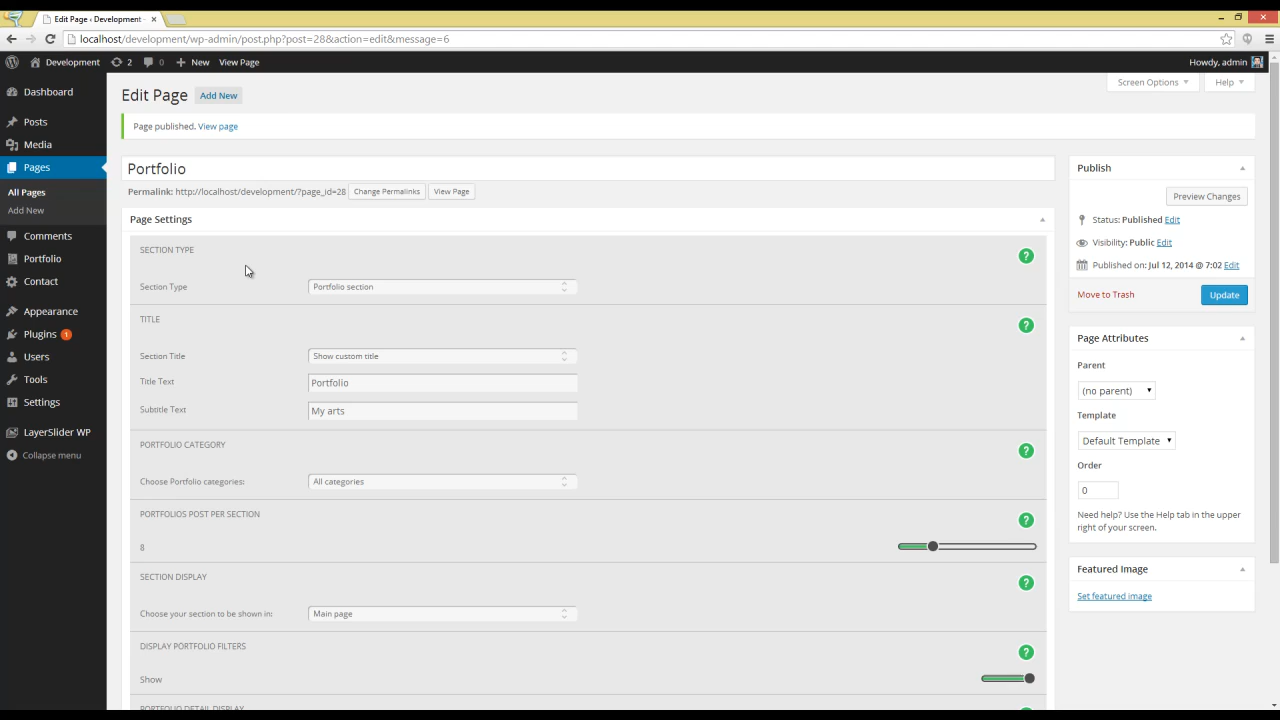 Edit Page ‹ Development -
localhost/development/wp-admin/post.php?post=28&action=edit&message=6
Development 2 0 New View Page Howdy, admin
Dashboard
Posts
Media
Pages
All Pages
Add New
Comments
Portfolio
Contact
Appearance
Plugins 1
Users
Tools
Settings
LayerSlider WP
Collapse menu
Screen Options Help
Edit Page Add New
Page published. View page
Portfolio
Permalink: http://localhost/development/?page_id=28 Change Permalinks View Page
Page Settings
SECTION TYPE ?
Section Type Portfolio section
TITLE ?
Section Title Show custom title
Title Text Portfolio
Subtitle Text My arts
PORTFOLIO CATEGORY ?
Choose Portfolio categories: All categories
PORTFOLIOS POST PER SECTION ?
8
SECTION DISPLAY ?
Choose your section to be shown in: Main page
DISPLAY PORTFOLIO FILTERS ?
Show
PORTFOLIO DETAIL DISPLAY
Publish
Preview Changes
Status: Published Edit
Visibility: Public Edit
Published on: Jul 12, 2014 @ 7:02 Edit
Move to Trash Update
Page Attributes
Parent
(no parent)
Template
Default Template
Order
0
Need help? Use the Help tab in the upper
right of your screen.
Featured Image
Set featured image